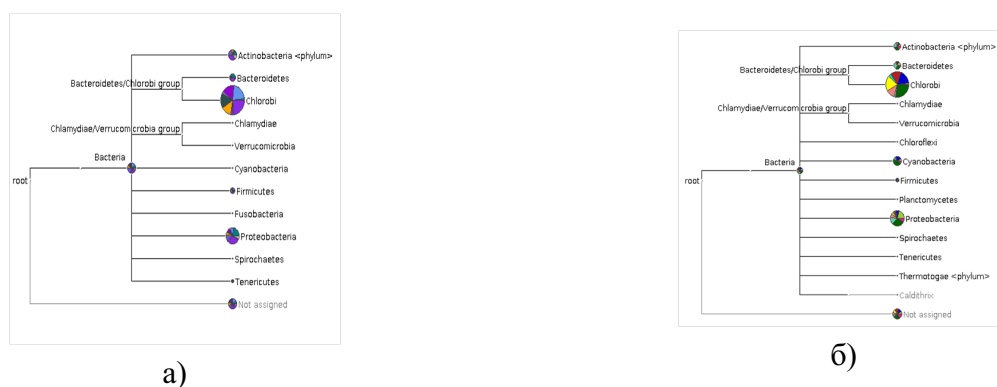 Actinobacteria <phylum>
Bacteroidetes/Chlorobi group
Bacteroidetes
Chlorobi
Chlamydiae/Verrucomicrobia group
Chlamydiae
Verrucomicrobia
Bacteria
Cyanobacteria
root
Firmicutes
Fusobacteria
Proteobacteria
Spirochaetes
Tenericutes
Not assigned
а)
Actinobacteria <phylum>
Bacteroidetes/Chlorobi group
Bacteroidetes
Chlorobi
Chlamydiae/Verrucomicrobia group
Chlamydiae
Verrucomicrobia
Chloroflexi
Bacteria
Cyanobacteria
root
Firmicutes
Planctomycetes
Proteobacteria
Spirochaetes
Tenericutes
Thermotogae <phylum>
Caldithrix
Not assigned
б)